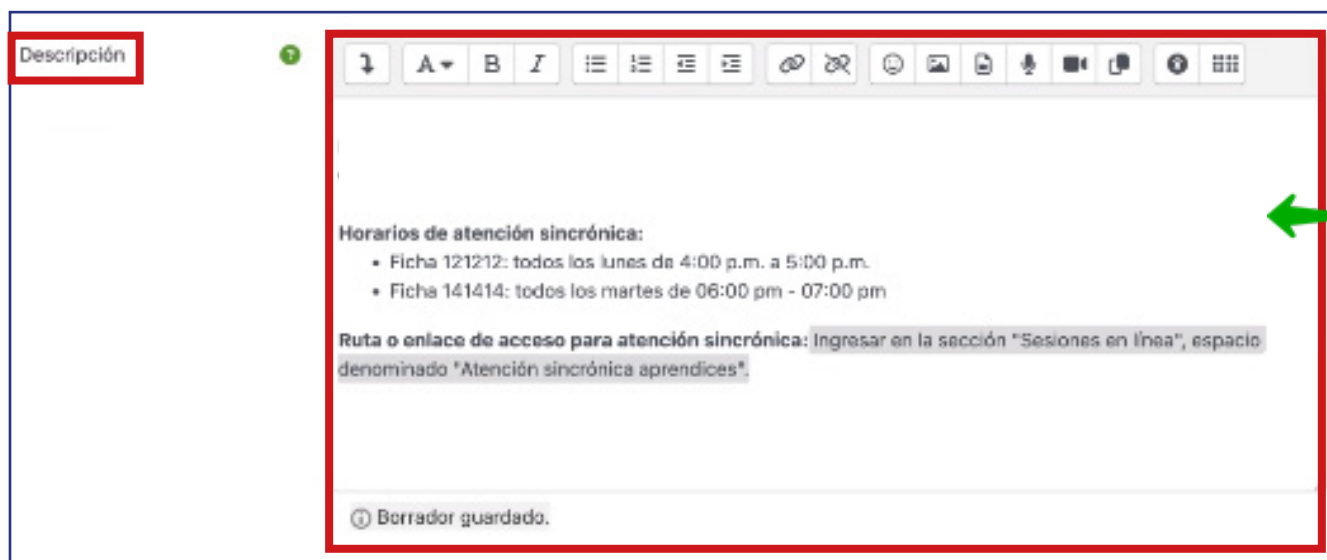 Descripción
Horarios de atención sincrónica:
• Ficha 121212: todos los lunes de 4:00 p.m. a 5:00 p.m.
• Ficha 141414: todos los martes de 06:00 pm - 07:00 pm
Ruta o enlace de acceso para atención sincrónica: Ingresar en la sección "Sesiones en línea", espacio
denominado "Atención sincrónica aprendices".
Borrador guardado.